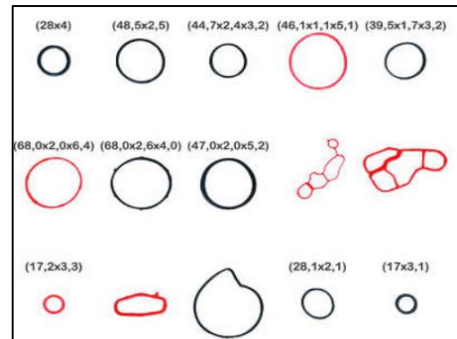 (28x4) (48,5x2,5) (44,7x2,4x3,2) (46,1x1,1x5,1) (39,5x1,7x3,2)
(68,0x2,0x6,4) (68,0x2,6x4,0) (47,0x2,0x5,2)
(17,2x3,3) (28,1x2,1) (17x3,1)